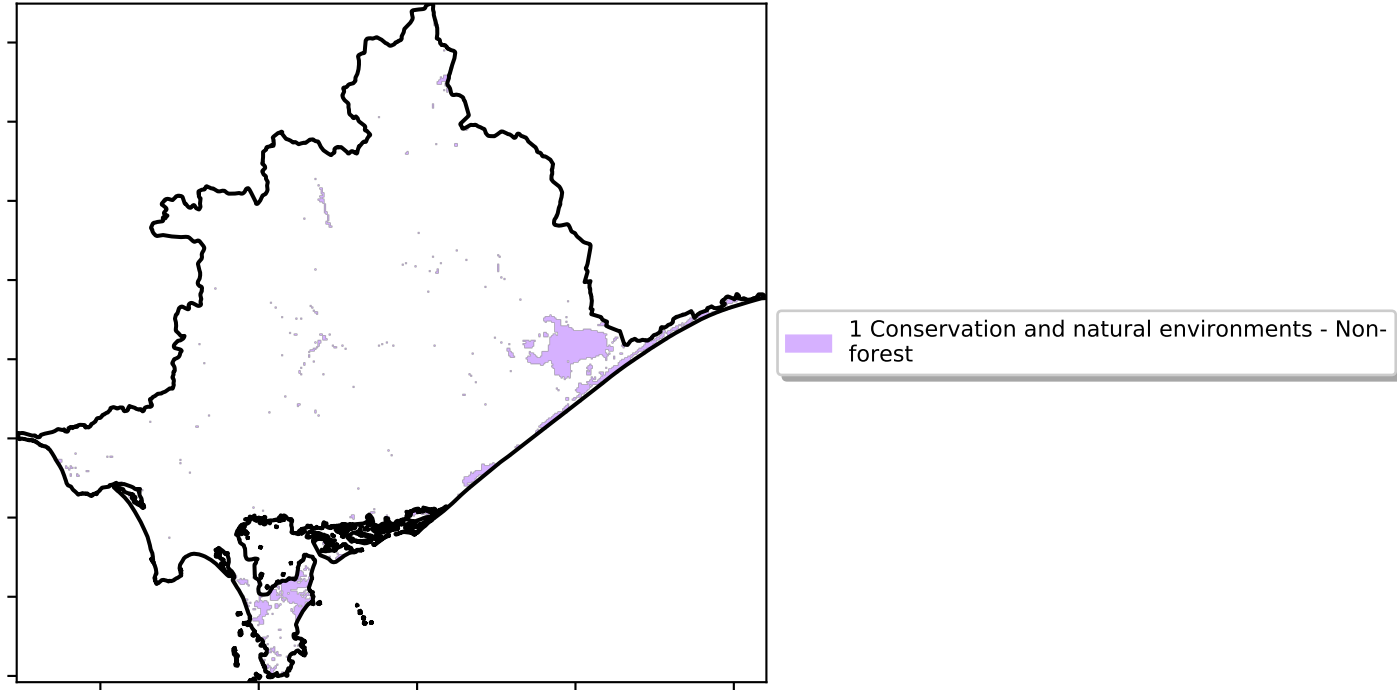 1 Conservation and natural environments - Non-
forest